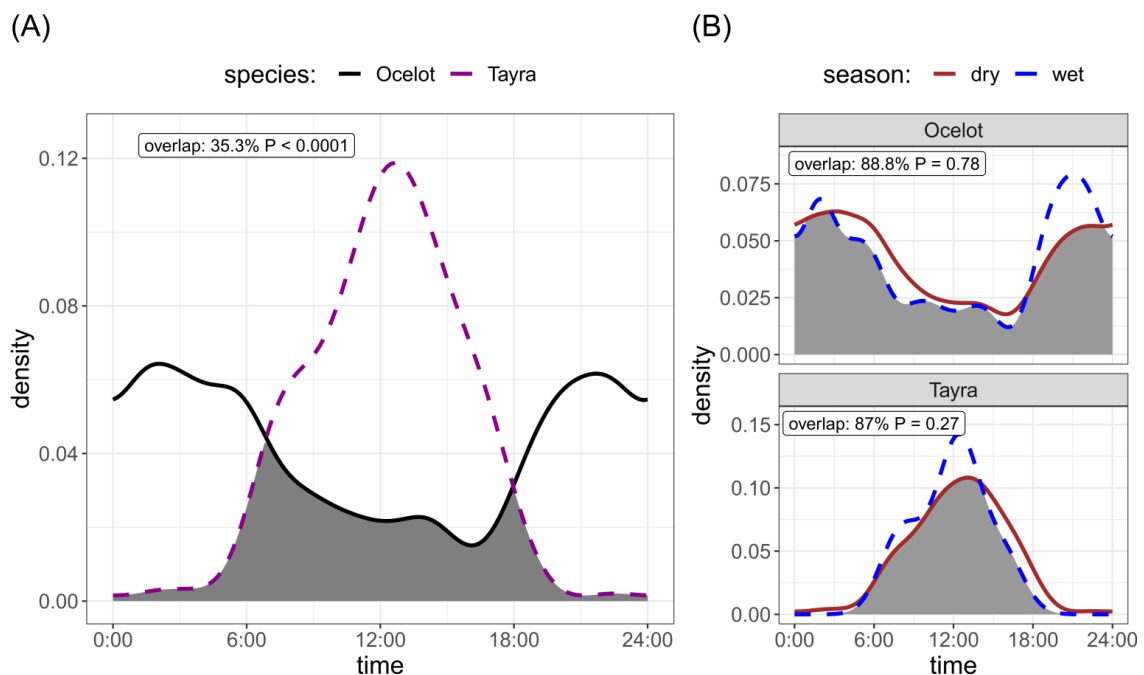 (A)
species: Ocelot Tayra
overlap: 35.3% P < 0.0001
density
0.12
0.08
0.04
0.00
0:00 6:00 12:00 18:00 24:00
time
(B)
season: dry wet
Ocelot
overlap: 88.8% P = 0.78
0.075
0.050
0.025
0.000
density
Tayra
overlap: 87% P = 0.27
0.15
0.10
0.05
0.00
0:00 6:00 12:00 18:00 24:00
time